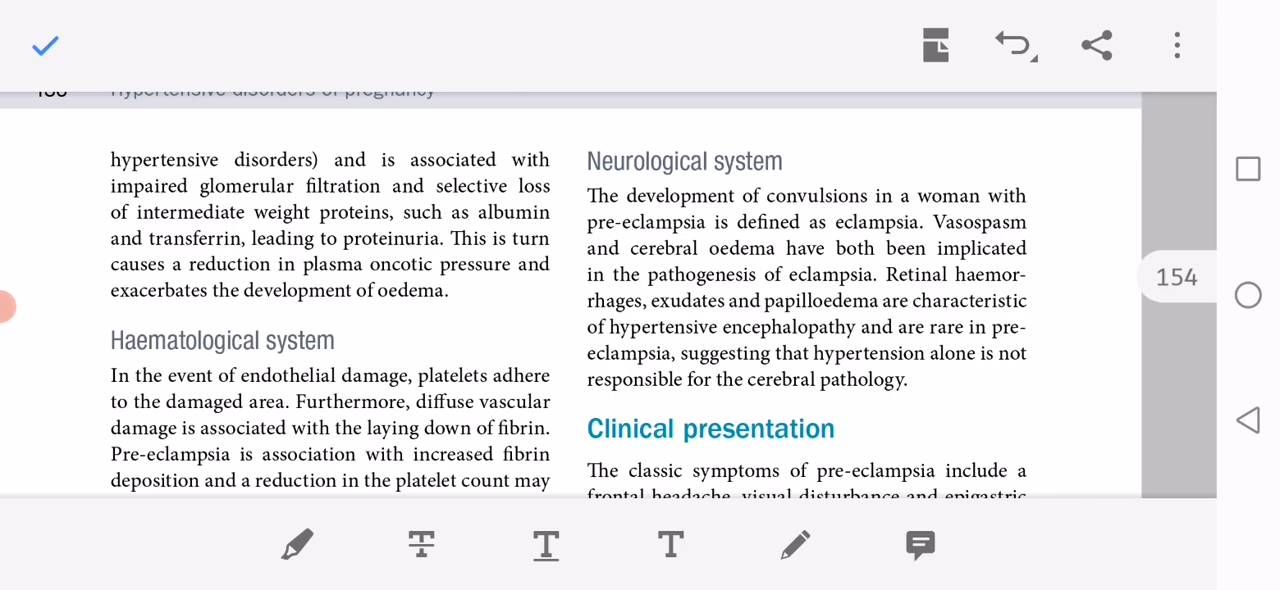 hypertensive disorders) and is associated with
impaired glomerular filtration and selective loss
of intermediate weight proteins, such as albumin
and transferrin, leading to proteinuria. This is turn
causes a reduction in plasma oncotic pressure and
exacerbates the development of oedema.
Haematological system
In the event of endothelial damage, platelets adhere
to the damaged area. Furthermore, diffuse vascular
damage is associated with the laying down of fibrin.
Pre-eclampsia is association with increased fibrin
deposition and a reduction in the platelet count may
Neurological system
The development of convulsions in a woman with
pre-eclampsia is defined as eclampsia. Vasospasm
and cerebral oedema have both been implicated
in the pathogenesis of eclampsia. Retinal haemor-
rhages, exudates and papilloedema are characteristic
of hypertensive encephalopathy and are rare in pre-
eclampsia, suggesting that hypertension alone is not
responsible for the cerebral pathology.
Clinical presentation
The classic symptoms of pre-eclampsia include a
frontal headache, visual disturbance and epigastric
154
T
T
T